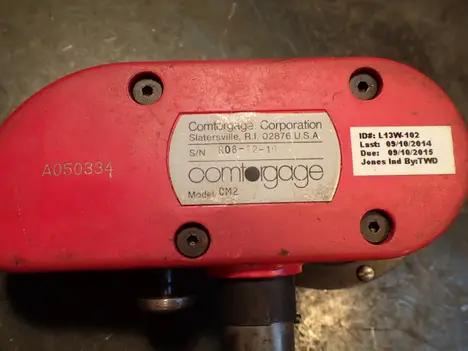 Comtorgage Corporation
Slatersville, R.I. 02876 U.S.A
S/N
comtorgage
Model CM2
A050334
ID#: L13W-102
Last: 09/10/2014
Due: 09/10/2015
Jones Ind By:TWD